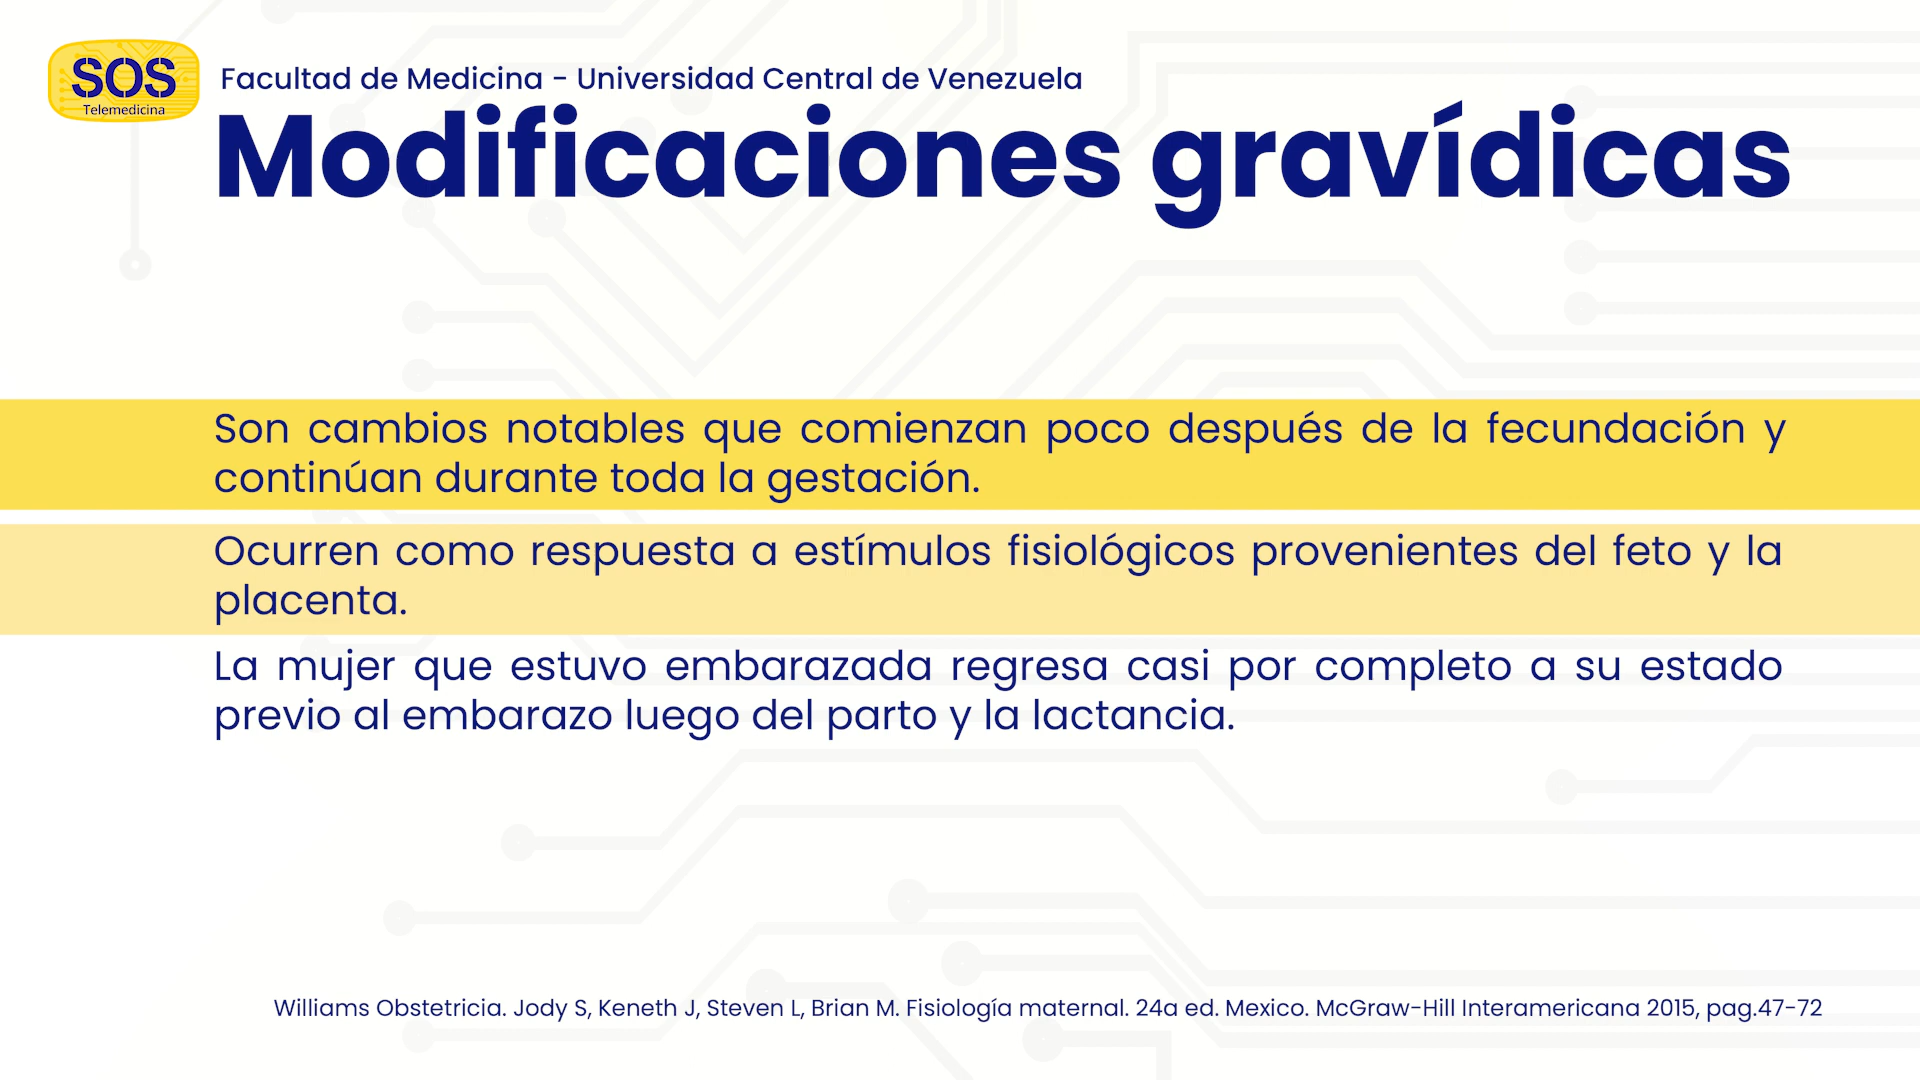 SOS
Telemedicina
Facultad de Medicina - Universidad Central de Venezuela
Modificaciones gravídicas
Son cambios notables que comienzan poco después de la fecundación y
continúan durante toda la gestación.
Ocurren como respuesta a estímulos fisiológicos provenientes del feto y la
placenta.
La mujer que estuvo embarazada regresa casi por completo a su estado
previo al embarazo luego del parto y la lactancia.
Williams Obstetricia. Jody S, Keneth J, Steven L, Brian M. Fisiología maternal. 24a ed. Mexico. McGraw-Hill Interamericana 2015, pag.47-72